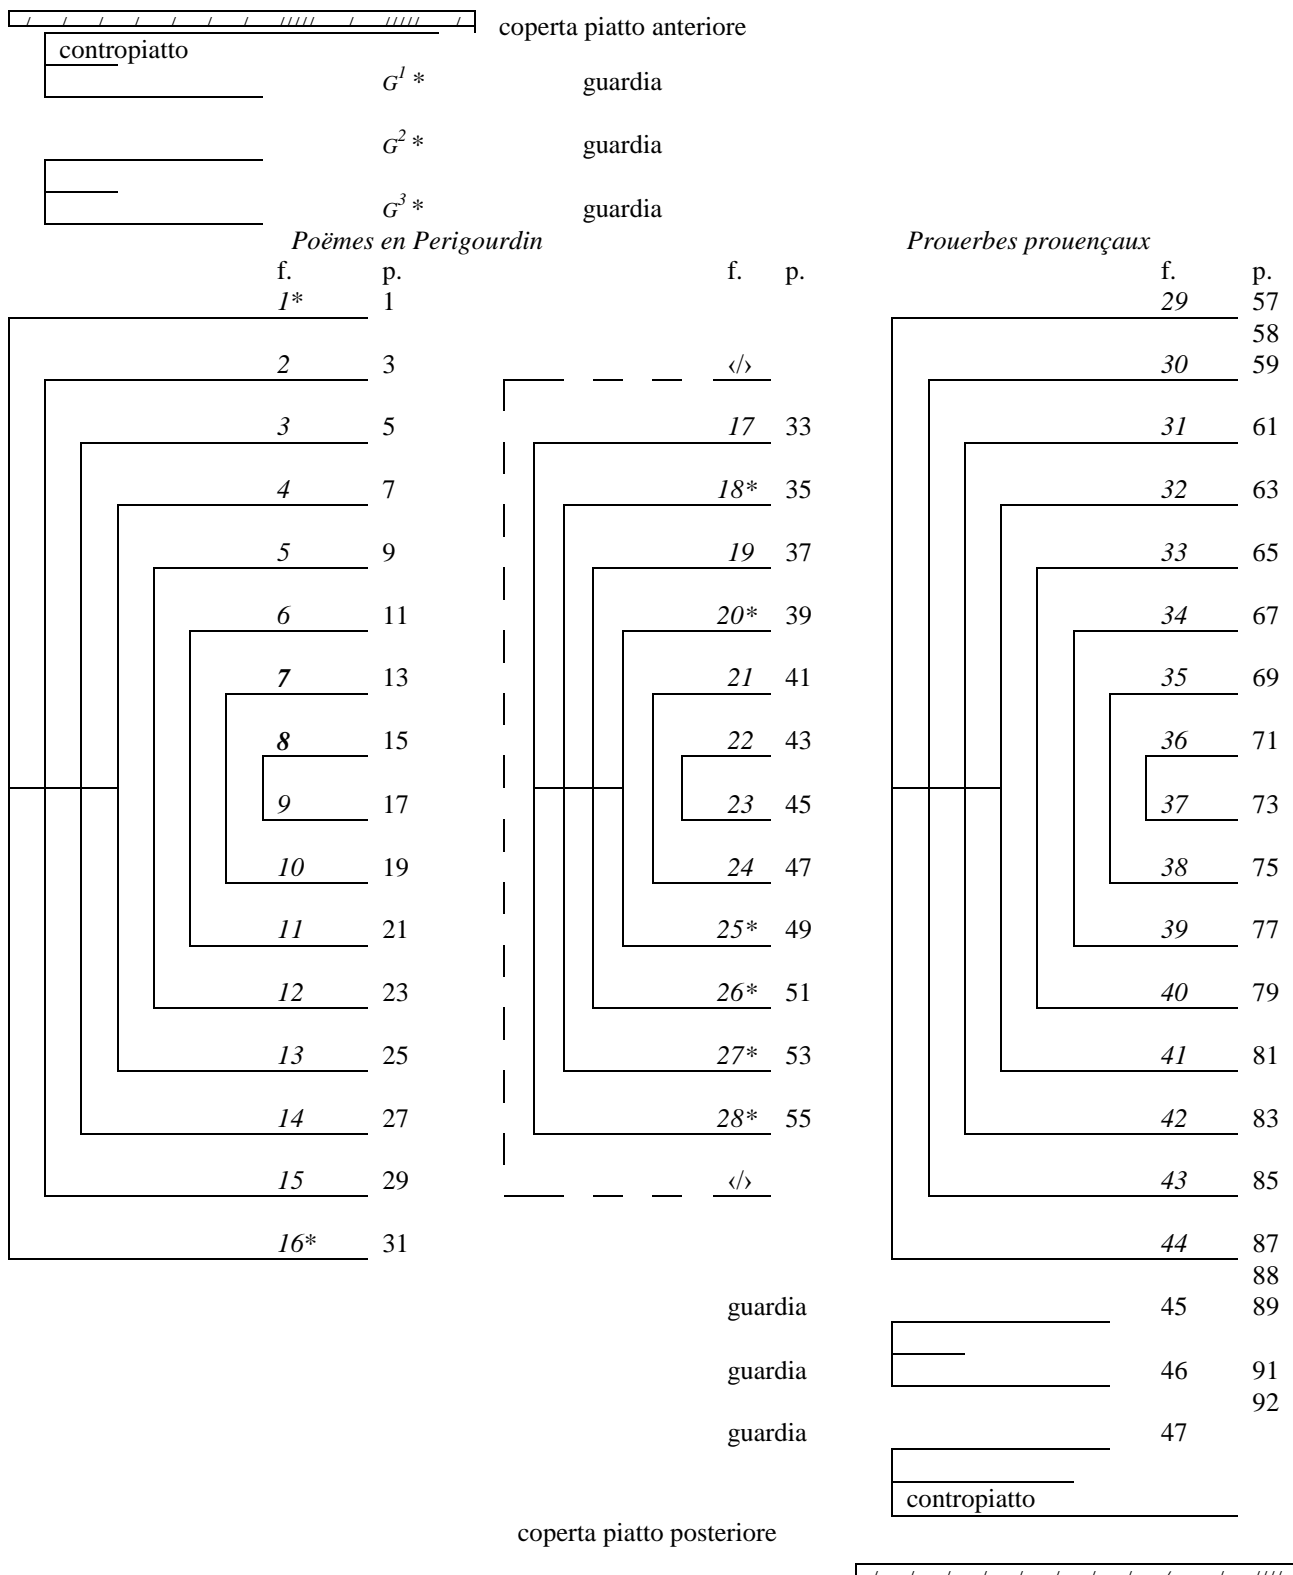 coperta piatto anteriore
contropiatto
G¹ * guardia
G² * guardia
G³ * guardia
Poëmes en Perigourdin Prouerbes prouençaux
f. p. f. p. f. p.
1* 1 29 57
58
2 3 ‹/› 30 59
3 5 17 33 31 61
4 7 18* 35 32 63
5 9 19 37 33 65
6 11 20* 39 34 67
7 13 21 41 35 69
8 15 22 43 36 71
9 17 23 45 37 73
10 19 24 47 38 75
11 21 25* 49 39 77
12 23 26* 51 40 79
13 25 27* 53 41 81
14 27 28* 55 42 83
15 29 ‹/› 43 85
16* 31 44 87
88
guardia 45 89
guardia 46 91
92
guardia 47
contropiatto
coperta piatto posteriore